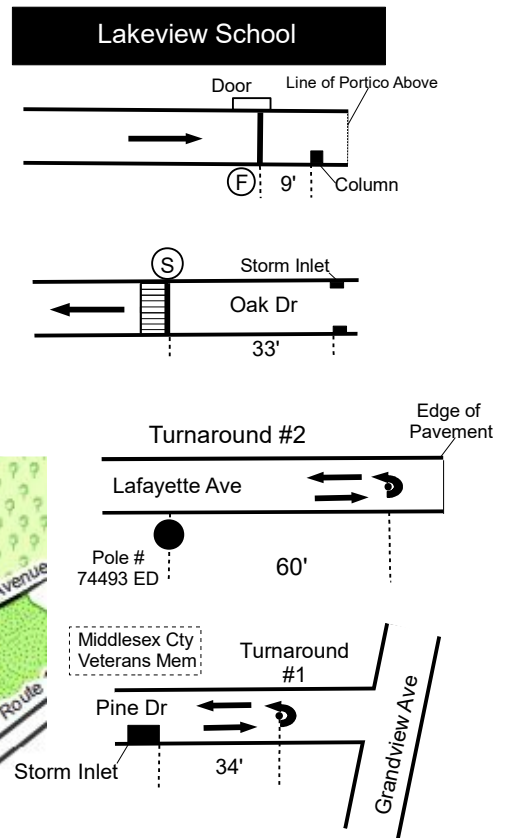 Lakeview School
Door
Line of Portico Above
F
9'
Column
S
Storm Inlet
Oak Dr
33'
Edge of
Pavement
Turnaround #2
Lafayette Ave
Pole #
74493 ED
60'
Avenue
Route
Middlesex Cty
Veterans Mem
Turnaround
#1
Pine Dr
Storm Inlet
34'
Grandview Ave